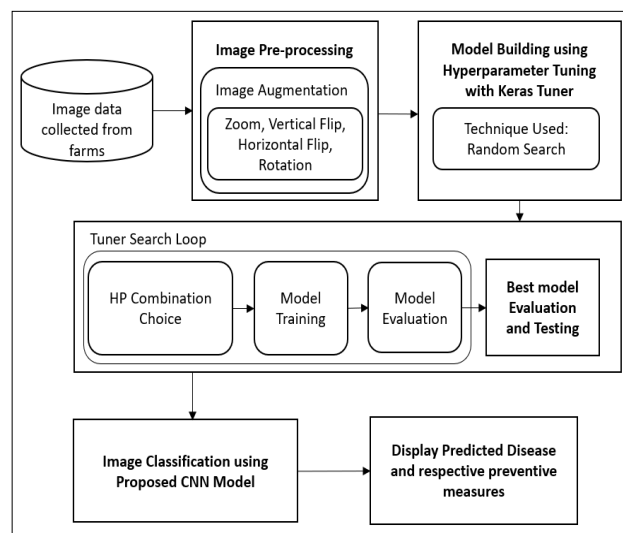 Image data
collected from
farms
Image Pre-processing
Image Augmentation
Zoom, Vertical Flip,
Horizontal Flip,
Rotation
Model Building using
Hyperparameter Tuning
with Keras Tuner
Technique Used:
Random Search
Tuner Search Loop
HP Combination
Choice
Model
Training
Model
Evaluation
Best model
Evaluation
and Testing
Image Classification using
Proposed CNN Model
Display Predicted Disease
and respective preventive
measures